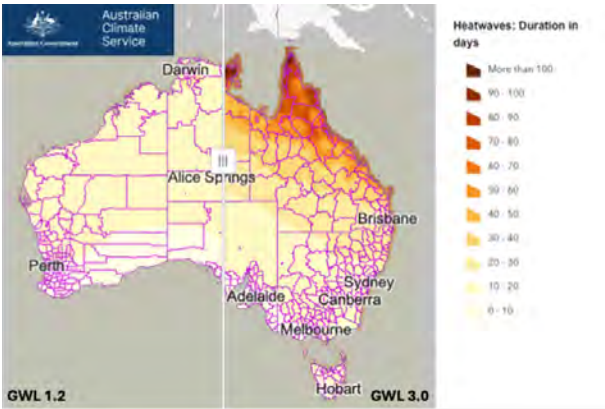 Australian Government
Australian
Climate
Service
Heatwaves: Duration in
days
More than 100
90 - 100
80 - 90
70 - 80
60 - 70
50 - 60
40 - 50
30 - 40
20 - 30
10 - 20
0 - 10
Darwin
Alice Springs
Brisbane
Perth
Sydney
Adelaide
Canberra
Melbourne
Hobart
GWL 1.2
GWL 3.0